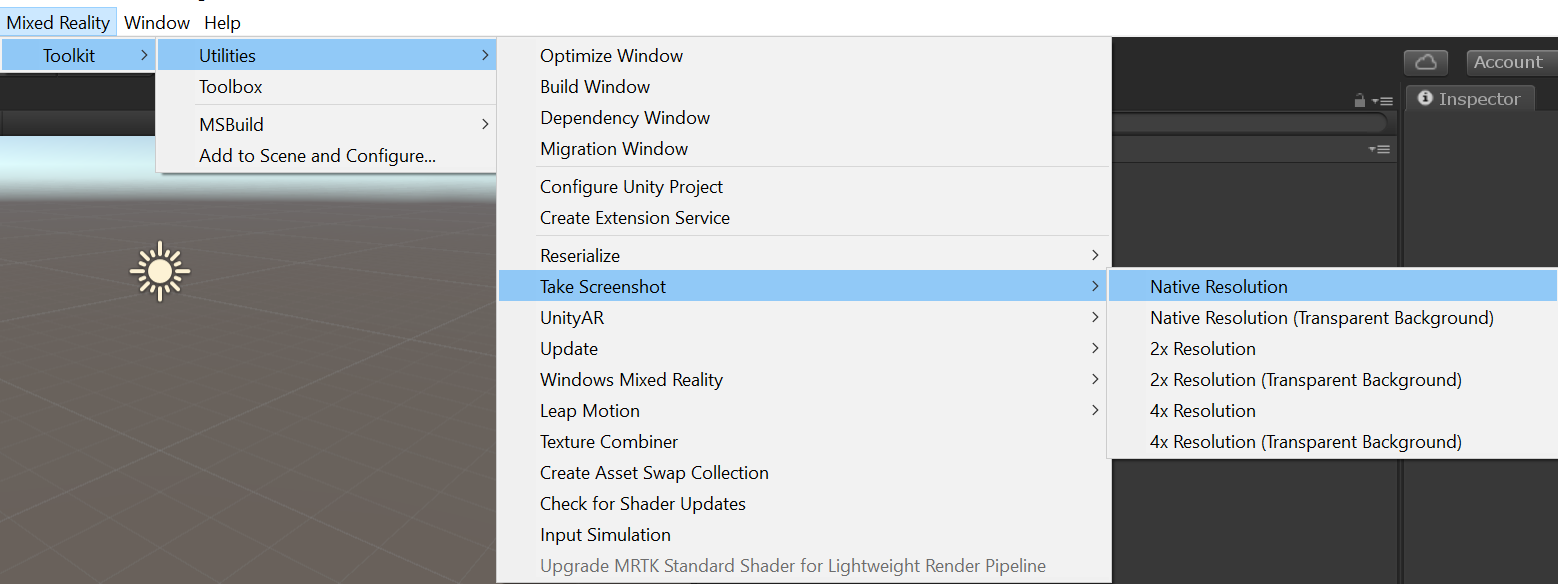 Mixed Reality Window Help
Toolkit
Utilities
Toolbox
MSBuild
Add to Scene and Configure...
Optimize Window
Build Window
Dependency Window
Migration Window
Configure Unity Project
Create Extension Service
Reserialize
Take Screenshot
UnityAR
Update
Windows Mixed Reality
Leap Motion
Texture Combiner
Create Asset Swap Collection
Check for Shader Updates
Input Simulation
Upgrade MRTK Standard Shader for Lightweight Render Pipeline
Native Resolution
Native Resolution (Transparent Background)
2x Resolution
2x Resolution (Transparent Background)
4x Resolution
4x Resolution (Transparent Background)
Account
Inspector